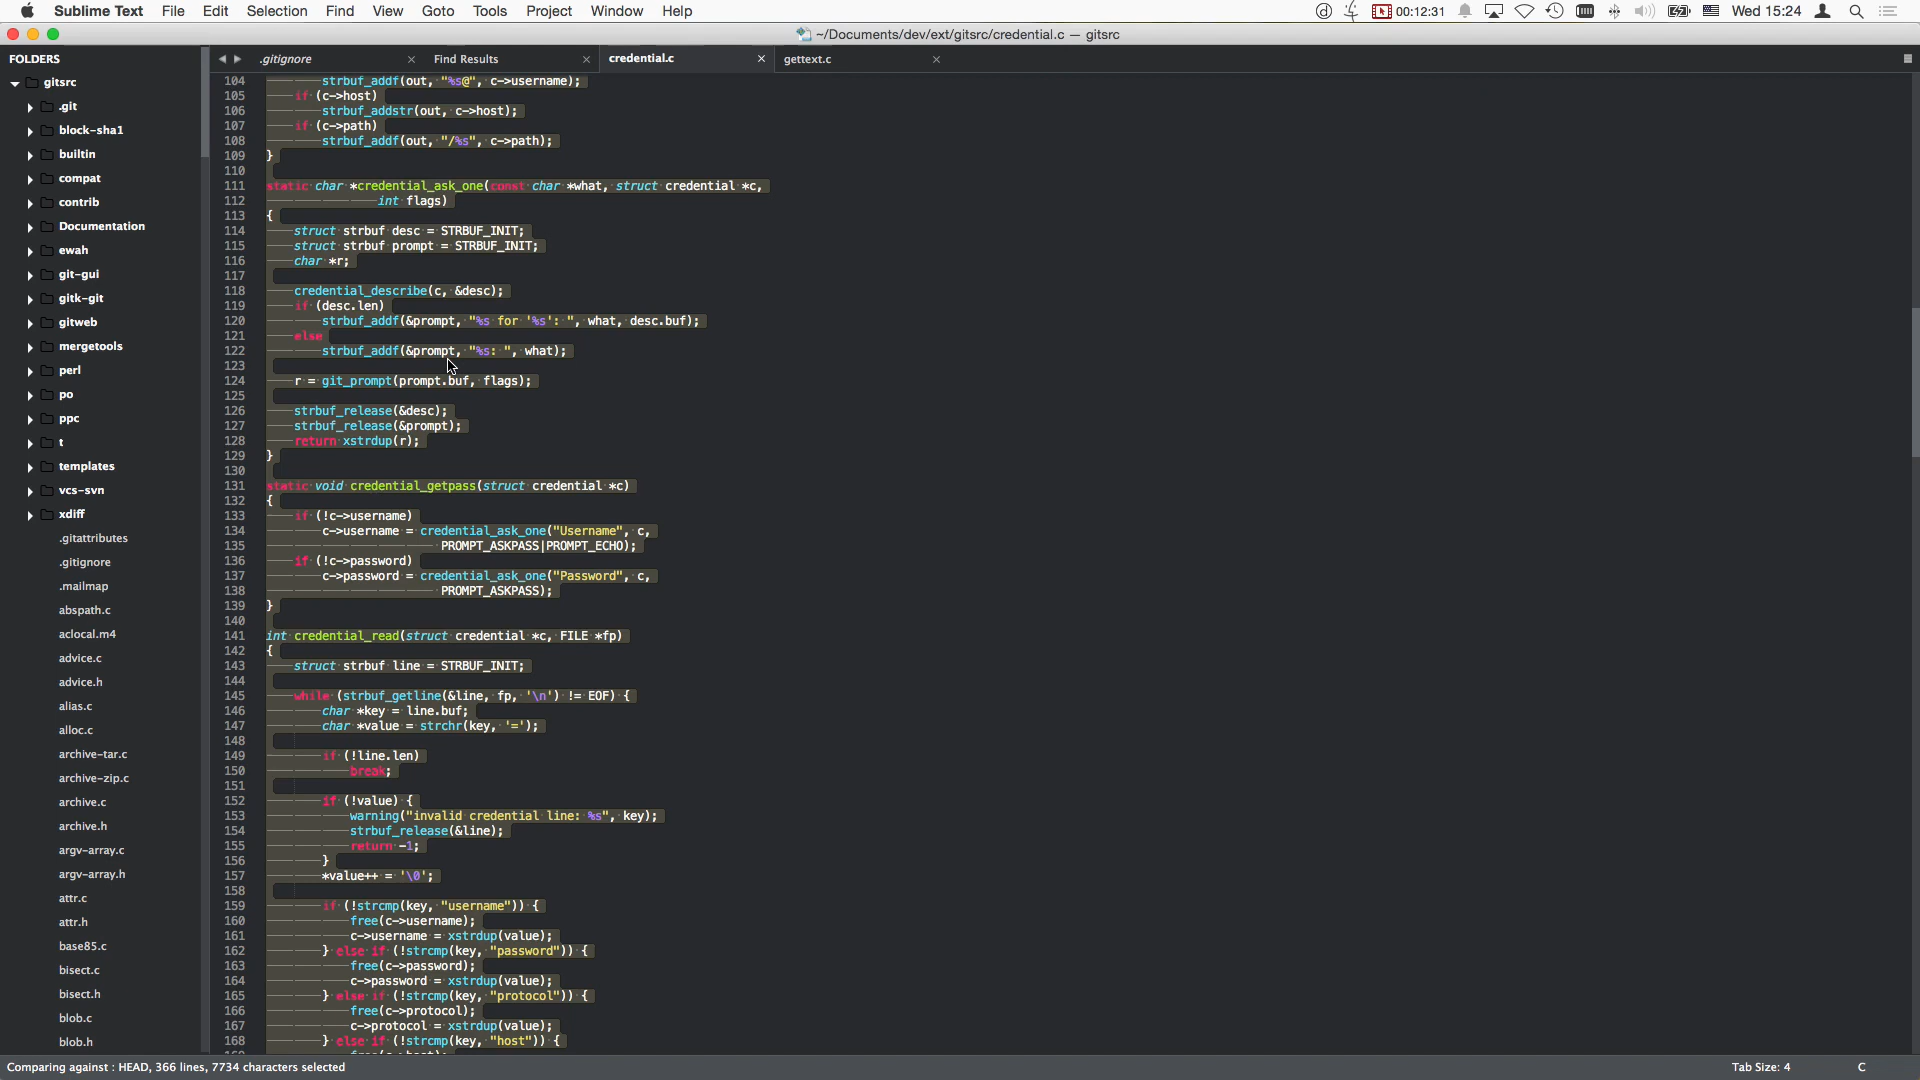 Sublime Text File Edit Selection Find View Goto Tools Project Window Help 00:12:31 Wed 15:24
~/Documents/dev/ext/gitsrc/credential.c — gitsrc
FOLDERS
gitsrc
.git
block-sha1
builtin
compat
contrib
Documentation
ewah
git-gui
gitk-git
gitweb
mergetools
perl
po
ppc
t
templates
vcs-svn
xdiff
.gitattributes
.gitignore
.mailmap
abspath.c
aclocal.m4
advice.c
advice.h
alias.c
alloc.c
archive-tar.c
archive-zip.c
archive.c
archive.h
argv-array.c
argv-array.h
attr.c
attr.h
base85.c
bisect.c
bisect.h
blob.c
blob.h
.gitignore Find Results credential.c gettext.c
104 strbuf_addf(out, "%s@", c->username);
105 if (c->host)
106 strbuf_addstr(out, c->host);
107 if (c->path)
108 strbuf_addf(out, "/%s", c->path);
109 }
110
111 static char *credential_ask_one(const char *what, struct credential *c,
112 int flags)
113 {
114 struct strbuf desc = STRBUF_INIT;
115 struct strbuf prompt = STRBUF_INIT;
116 char *r;
117
118 credential_describe(c, &desc);
119 if (desc.len)
120 strbuf_addf(&prompt, "%s for '%s': ", what, desc.buf);
121 else
122 strbuf_addf(&prompt, "%s: ", what);
123
124 r = git_prompt(prompt.buf, flags);
125
126 strbuf_release(&desc);
127 strbuf_release(&prompt);
128 return xstrdup(r);
129 }
130
131 static void credential_getpass(struct credential *c)
132 {
133 if (!c->username)
134 c->username = credential_ask_one("Username", c,
135 PROMPT_ASKPASS|PROMPT_ECHO);
136 if (!c->password)
137 c->password = credential_ask_one("Password", c,
138 PROMPT_ASKPASS);
139 }
140
141 int credential_read(struct credential *c, FILE *fp)
142 {
143 struct strbuf line = STRBUF_INIT;
144
145 while (strbuf_getline(&line, fp, '\n') != EOF) {
146 char *key = line.buf;
147 char *value = strchr(key, '=');
148
149 if (!line.len)
150 break;
151
152 if (!value) {
153 warning("invalid credential line: %s", key);
154 strbuf_release(&line);
155 return -1;
156 }
157 *value++ = '\0';
158
159 if (!strcmp(key, "username")) {
160 free(c->username);
161 c->username = xstrdup(value);
162 } else if (!strcmp(key, "password")) {
163 free(c->password);
164 c->password = xstrdup(value);
165 } else if (!strcmp(key, "protocol")) {
166 free(c->protocol);
167 c->protocol = xstrdup(value);
168 } else if (!strcmp(key, "host")) {
Comparing against : HEAD, 366 lines, 7734 characters selected Tab Size: 4 C